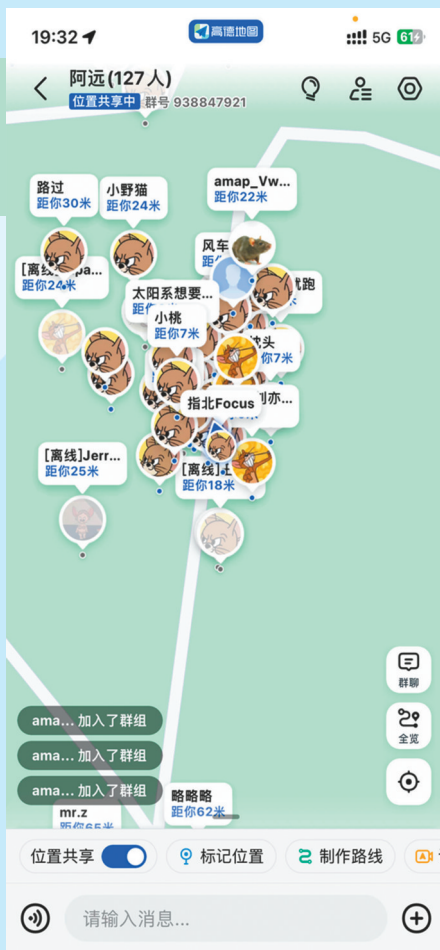 19:32
高德地圖
5G
61
阿远(127人)
位置共享中 群号 938847921
amap_Vw...
距你22米
路过
距你30米
小野猫
距你24米
风车
[离线]
距你24米
太阳系想要...
小桃
距你7米
枕头
你7米
指北Focus
[离线]Jerr...
距你25米
[离线]
距你18米
群聊
全览
ama... 加入了群组
ama... 加入了群组
ama... 加入了群组
mr.z
距你65米
略略略
距你62米
位置共享
标记位置
制作路线
请输入消息...